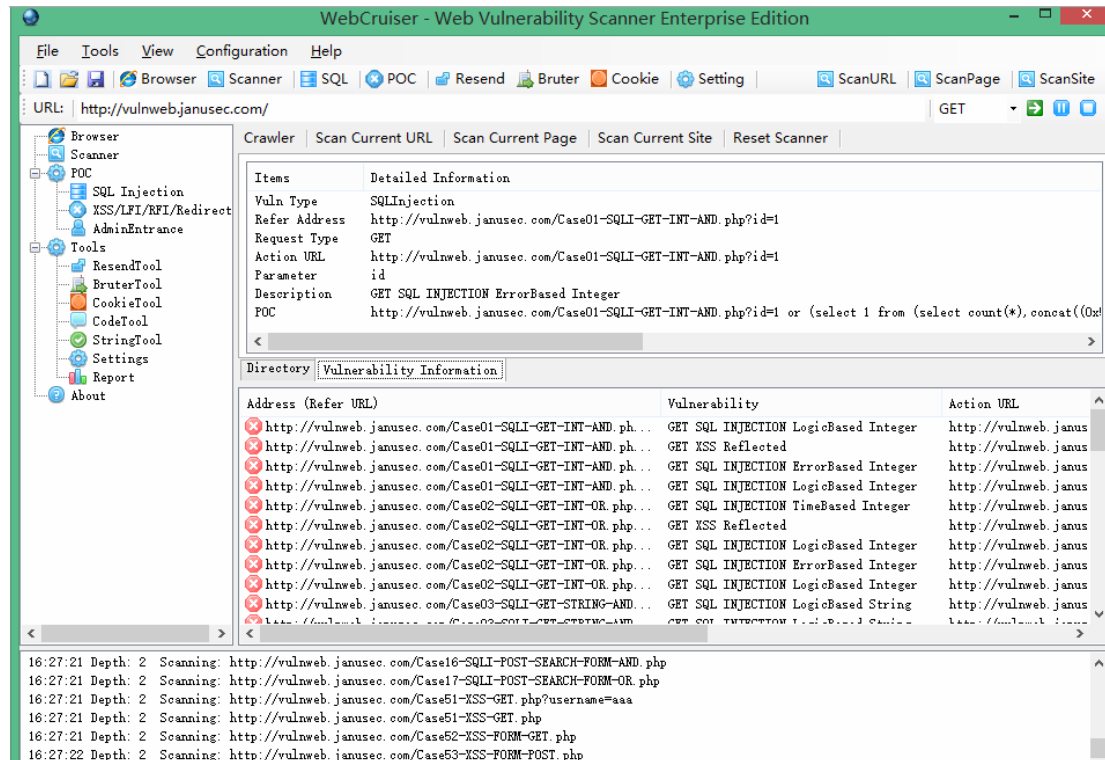 WebCruiser - Web Vulnerability Scanner Enterprise Edition
File Tools View Configuration Help
Browser Scanner SQL POC Resend Bruter Cookie Setting ScanURL ScanPage ScanSite
URL: http://vulnweb.janusec.com/ GET
Browser
Scanner
POC
SQL Injection
XSS/LFI/RFI/Redirect
AdminEntrance
Tools
ResendTool
BruterTool
CookieTool
CodeTool
StringTool
Settings
Report
About
Crawler Scan Current URL Scan Current Page Scan Current Site Reset Scanner
Items Detailed Information
Vuln Type SQLInjection
Refer Address http://vulnweb.janusec.com/Case01-SQLI-GET-INT-AND.php?id=1
Request Type GET
Action URL http://vulnweb.janusec.com/Case01-SQLI-GET-INT-AND.php?id=1
Parameter id
Description GET SQL INJECTION ErrorBased Integer
POC http://vulnweb.janusec.com/Case01-SQLI-GET-INT-AND.php?id=1 or (select 1 from (select count(*),concat((0x
Directory Vulnerability Information
Address (Refer URL) Vulnerability Action URL
http://vulnweb.janusec.com/Case01-SQLI-GET-INT-AND.ph... GET SQL INJECTION LogicBased Integer http://vulnweb.janus
http://vulnweb.janusec.com/Case01-SQLI-GET-INT-AND.ph... GET XSS Reflected http://vulnweb.janus
http://vulnweb.janusec.com/Case01-SQLI-GET-INT-AND.ph... GET SQL INJECTION ErrorBased Integer http://vulnweb.janus
http://vulnweb.janusec.com/Case01-SQLI-GET-INT-AND.ph... GET SQL INJECTION LogicBased Integer http://vulnweb.janus
http://vulnweb.janusec.com/Case02-SQLI-GET-INT-OR.php... GET SQL INJECTION TimeBased Integer http://vulnweb.janus
http://vulnweb.janusec.com/Case02-SQLI-GET-INT-OR.php... GET XSS Reflected http://vulnweb.janus
http://vulnweb.janusec.com/Case02-SQLI-GET-INT-OR.php... GET SQL INJECTION LogicBased Integer http://vulnweb.janus
http://vulnweb.janusec.com/Case02-SQLI-GET-INT-OR.php... GET SQL INJECTION ErrorBased Integer http://vulnweb.janus
http://vulnweb.janusec.com/Case02-SQLI-GET-INT-OR.php... GET SQL INJECTION LogicBased Integer http://vulnweb.janus
http://vulnweb.janusec.com/Case03-SQLI-GET-STRING-AND... GET SQL INJECTION LogicBased String http://vulnweb.janus
16:27:21 Depth: 2 Scanning: http://vulnweb.janusec.com/Case16-SQLI-POST-SEARCH-FORM-AND.php
16:27:21 Depth: 2 Scanning: http://vulnweb.janusec.com/Case17-SQLI-POST-SEARCH-FORM-OR.php
16:27:21 Depth: 2 Scanning: http://vulnweb.janusec.com/Case51-XSS-GET.php?username=aaa
16:27:21 Depth: 2 Scanning: http://vulnweb.janusec.com/Case51-XSS-GET.php
16:27:21 Depth: 2 Scanning: http://vulnweb.janusec.com/Case52-XSS-FORM-GET.php
16:27:22 Depth: 2 Scanning: http://vulnweb.janusec.com/Case53-XSS-FORM-POST.php